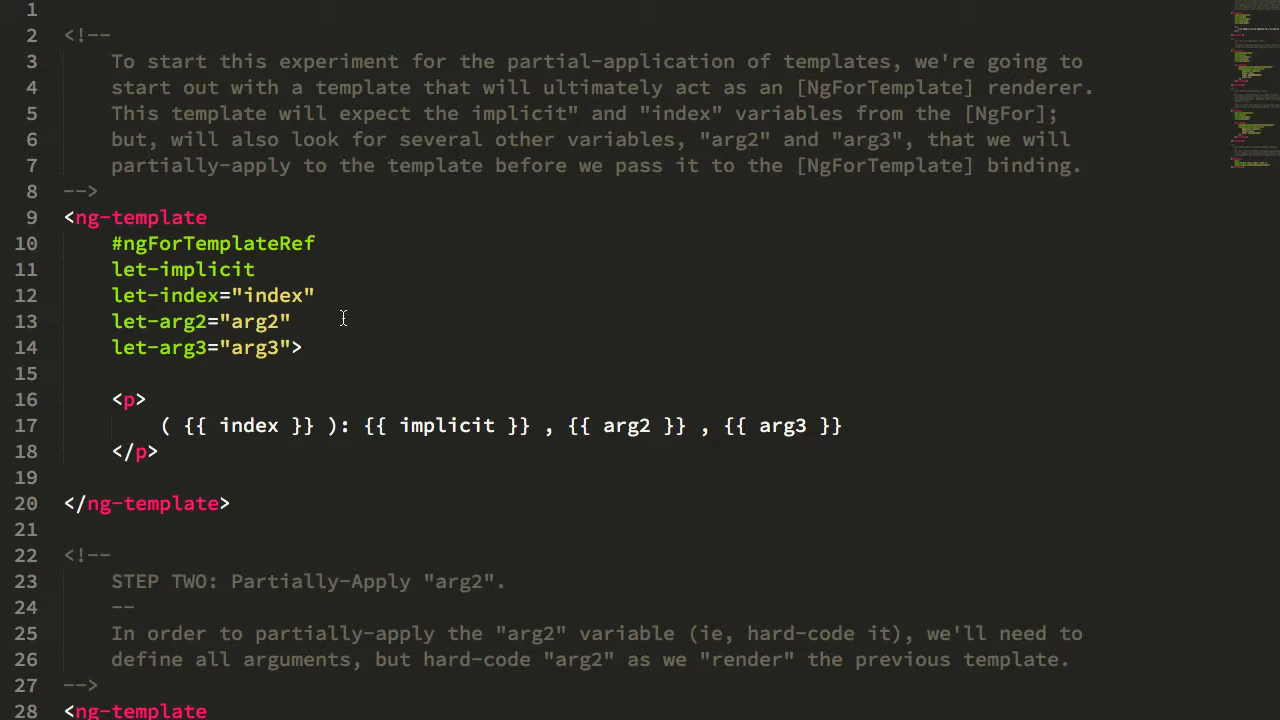 1
2 <!--
3 To start this experiment for the partial-application of templates, we're going to
4 start out with a template that will ultimately act as an [NgForTemplate] renderer.
5 This template will expect the implicit" and "index" variables from the [NgFor];
6 but, will also look for several other variables, "arg2" and "arg3", that we will
7 partially-apply to the template before we pass it to the [NgForTemplate] binding.
8 -->
9 <ng-template
10 #ngForTemplateRef
11 let-implicit
12 let-index="index"
13 let-arg2="arg2"
14 let-arg3="arg3">
15
16 <p>
17 ( {{ index }} ): {{ implicit }} , {{ arg2 }} , {{ arg3 }}
18 </p>
19
20 </ng-template>
21
22 <!--
23 STEP TWO: Partially-Apply "arg2".
24 --
25 In order to partially-apply the "arg2" variable (ie, hard-code it), we'll need to
26 define all arguments, but hard-code "arg2" as we "render" the previous template.
27 -->
28 <ng-template